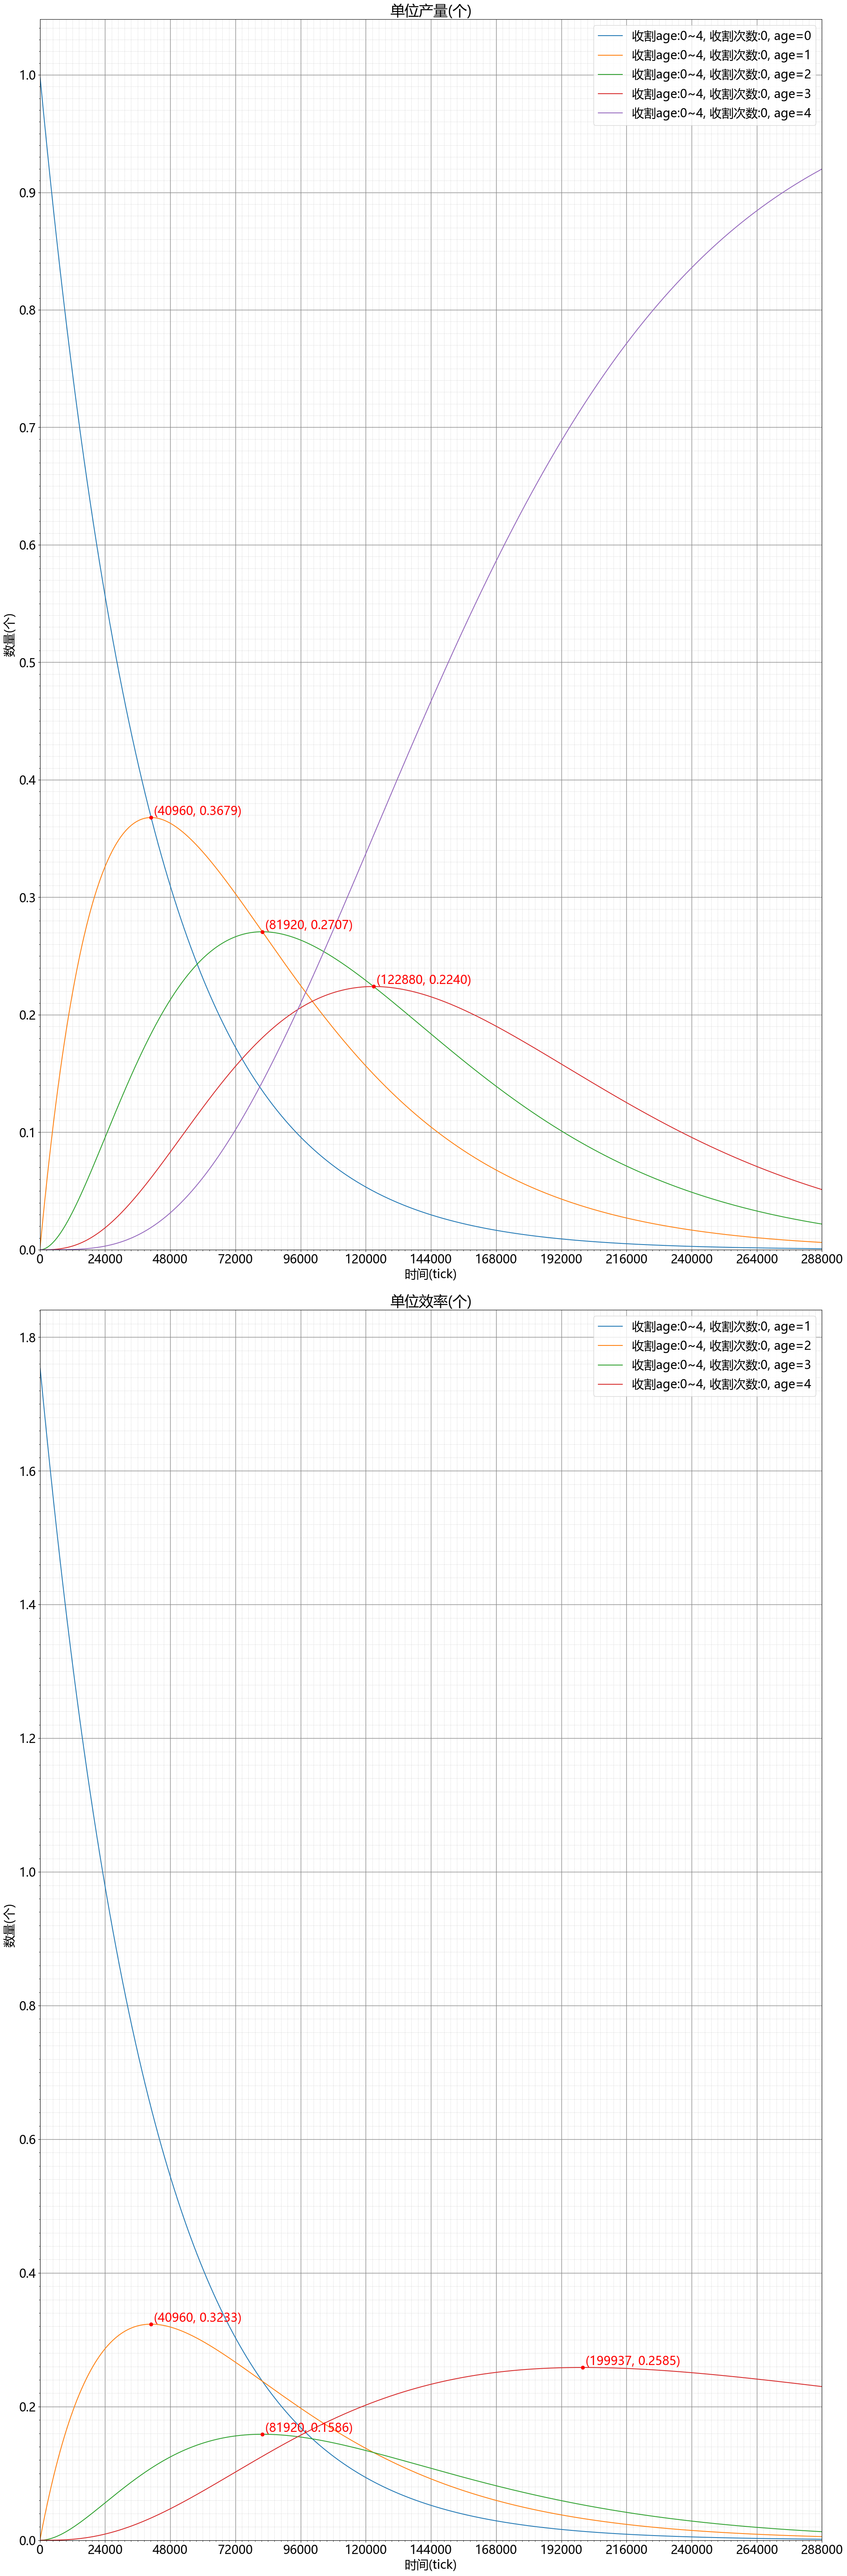 单位产量(个)
收割age:0~4, 收割次数:0, age=0
收割age:0~4, 收割次数:0, age=1
收割age:0~4, 收割次数:0, age=2
收割age:0~4, 收割次数:0, age=3
收割age:0~4, 收割次数:0, age=4
1.0
0.9
0.8
0.7
0.6
数量(个)
0.5
0.4
(40960, 0.3679)
0.3
(81920, 0.2707)
(122880, 0.2240)
0.2
0.1
0.0
0 24000 48000 72000 96000 120000 144000 168000 192000 216000 240000 264000 288000
时间(tick)
单位效率(个)
收割age:0~4, 收割次数:0, age=1
收割age:0~4, 收割次数:0, age=2
收割age:0~4, 收割次数:0, age=3
收割age:0~4, 收割次数:0, age=4
1.8
1.6
1.4
1.2
1.0
数量(个)
0.8
0.6
0.4
(40960, 0.3233)
(199937, 0.2585)
0.2
(81920, 0.1586)
0.0
0 24000 48000 72000 96000 120000 144000 168000 192000 216000 240000 264000 288000
时间(tick)